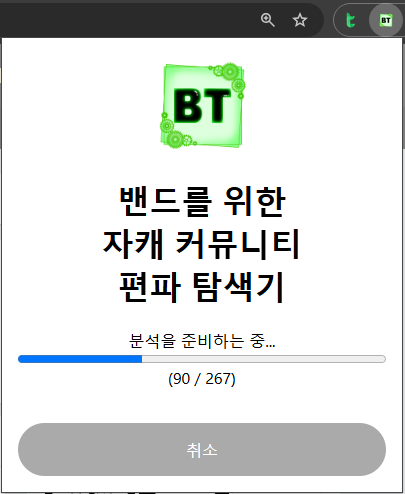 BT
BT
밴드를 위한
자캐 커뮤니티
편파 탐색기
분석을 준비하는 중...
(90 / 267)
취소